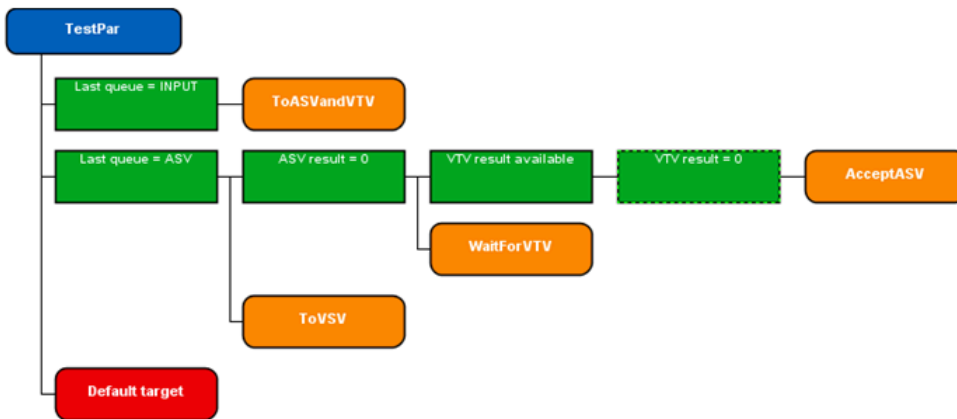 TestPar
Last queue = INPUT
ToASVandVTV
Last queue = ASV
ASV result = 0
VTV result available
VTV result = 0
AcceptASV
WaitForVTV
ToVSV
Default target